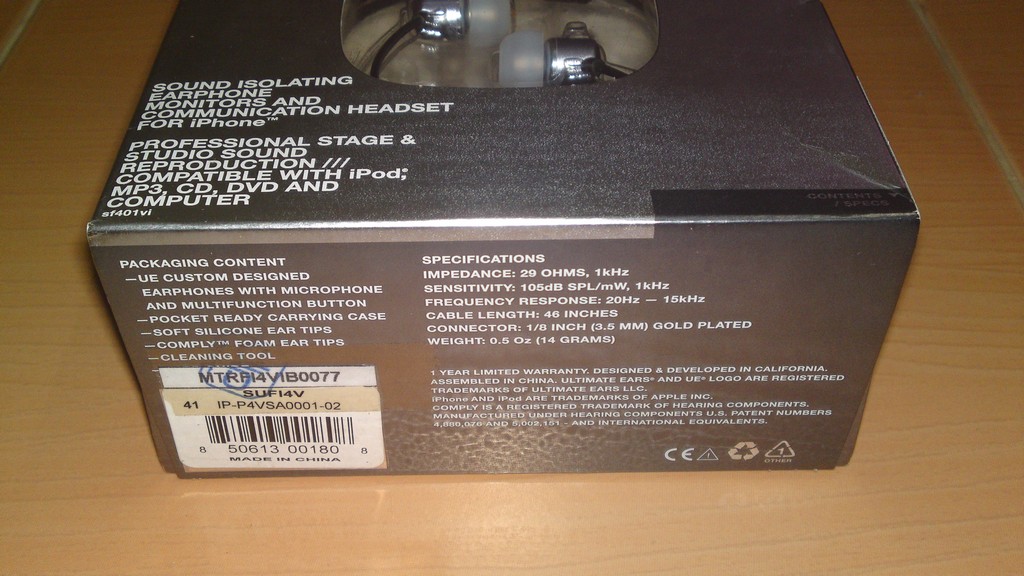 SOUND ISOLATING
EARPHONE
MONITORS AND
COMMUNICATION HEADSET
FOR iPhone™
PROFESSIONAL STAGE &
STUDIO SOUND
REPRODUCTION ///
COMPATIBLE WITH iPod;
MP3, CD, DVD AND
COMPUTER
sf401vi
CONTENTS
/ SPECS
PACKAGING CONTENT
—UE CUSTOM DESIGNED
EARPHONES WITH MICROPHONE
AND MULTIFUNCTION BUTTON
—POCKET READY CARRYING CASE
—SOFT SILICONE EAR TIPS
—COMPLY™ FOAM EAR TIPS
—CLEANING TOOL
SPECIFICATIONS
IMPEDANCE: 29 OHMS, 1kHz
SENSITIVITY: 105dB SPL/mW, 1kHz
FREQUENCY RESPONSE: 20Hz — 15kHz
CABLE LENGTH: 46 INCHES
CONNECTOR: 1/8 INCH (3.5 MM) GOLD PLATED
WEIGHT: 0.5 Oz (14 GRAMS)
1 YEAR LIMITED WARRANTY. DESIGNED & DEVELOPED IN CALIFORNIA.
ASSEMBLED IN CHINA. ULTIMATE EARS® AND UE® LOGO ARE REGISTERED
TRADEMARKS OF ULTIMATE EARS LLC.
iPhone AND iPod ARE TRADEMARKS OF APPLE INC.
COMPLY IS A REGISTERED TRADEMARK OF HEARING COMPONENTS.
MANUFACTURED UNDER HEARING COMPONENTS U.S. PATENT NUMBERS
4,880,076 AND 5,002,151 - AND INTERNATIONAL EQUIVALENTS.
MTRFI4VIB0077
SUFI4V
41 IP-P4VSA0001-02
8 50613 00180 8
MADE IN CHINA
CE
1
OTHER